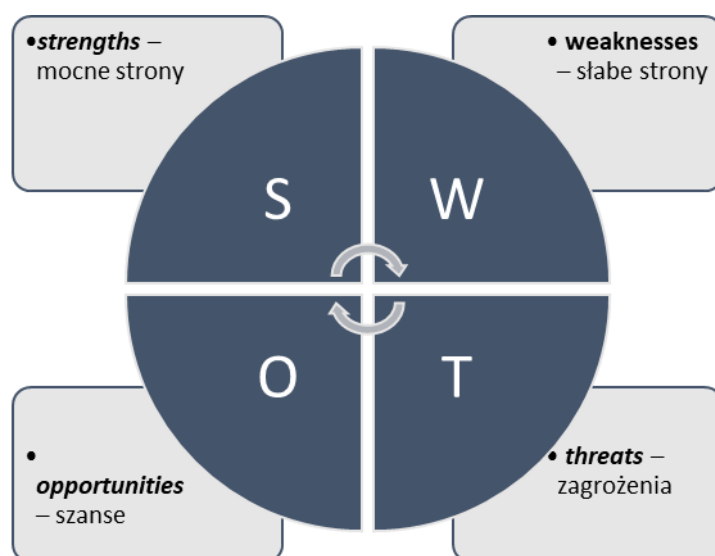 •strengths –
mocne strony
• weaknesses
– słabe strony
S
W
O
T
•
opportunities
– szanse
• threats –
zagrożenia